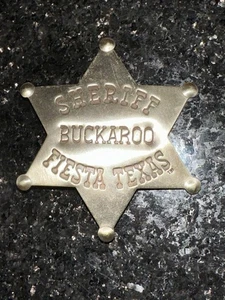 SHERIFF
BUCKAROO
FIESTA TEXAS